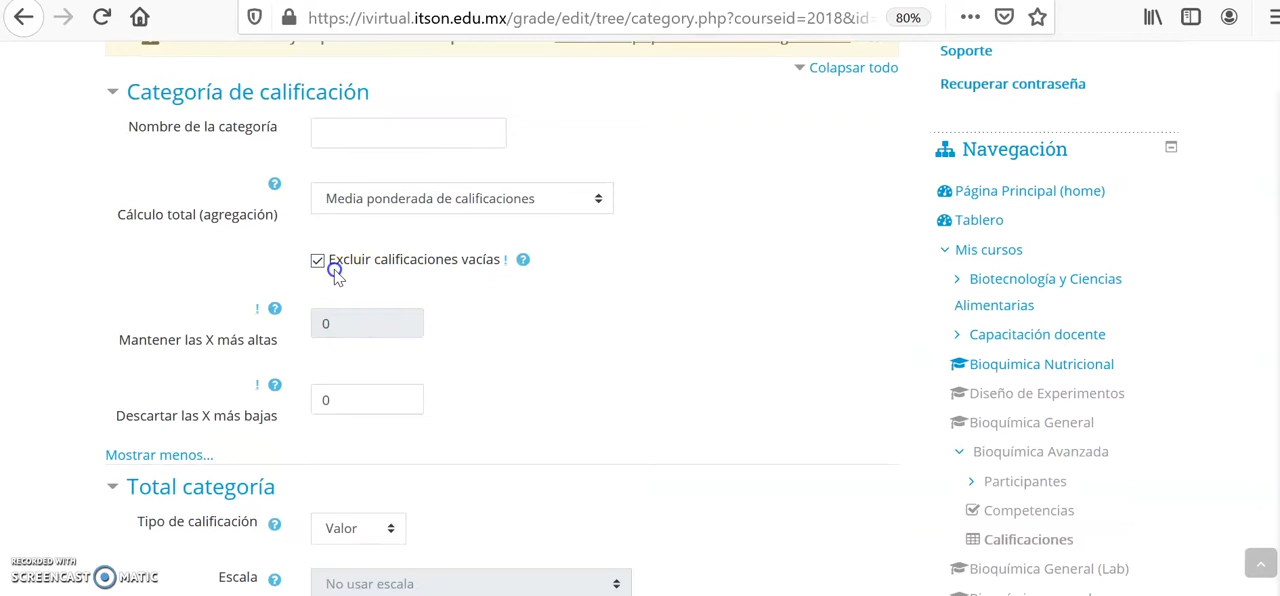 https://ivirtual.itson.edu.mx/grade/edit/tree/category.php?courseid=2018&id=
80%
Colapsar todo
Categoría de calificación
Nombre de la categoría
Cálculo total (agregación)
Media ponderada de calificaciones
Excluir calificaciones vacías ! ?
! ?
Mantener las X más altas
0
! ?
Descartar las X más bajas
0
Mostrar menos...
Total categoría
Tipo de calificación ?
Valor
Escala ?
No usar escala
RECORDED WITH
SCREENCAST MATIC
Soporte
Recuperar contraseña
Navegación
Página Principal (home)
Tablero
Mis cursos
Biotecnología y Ciencias
Alimentarias
Capacitación docente
Bioquimica Nutricional
Diseño de Experimentos
Bioquímica General
Bioquímica Avanzada
Participantes
Competencias
Calificaciones
Bioquímica General (Lab)